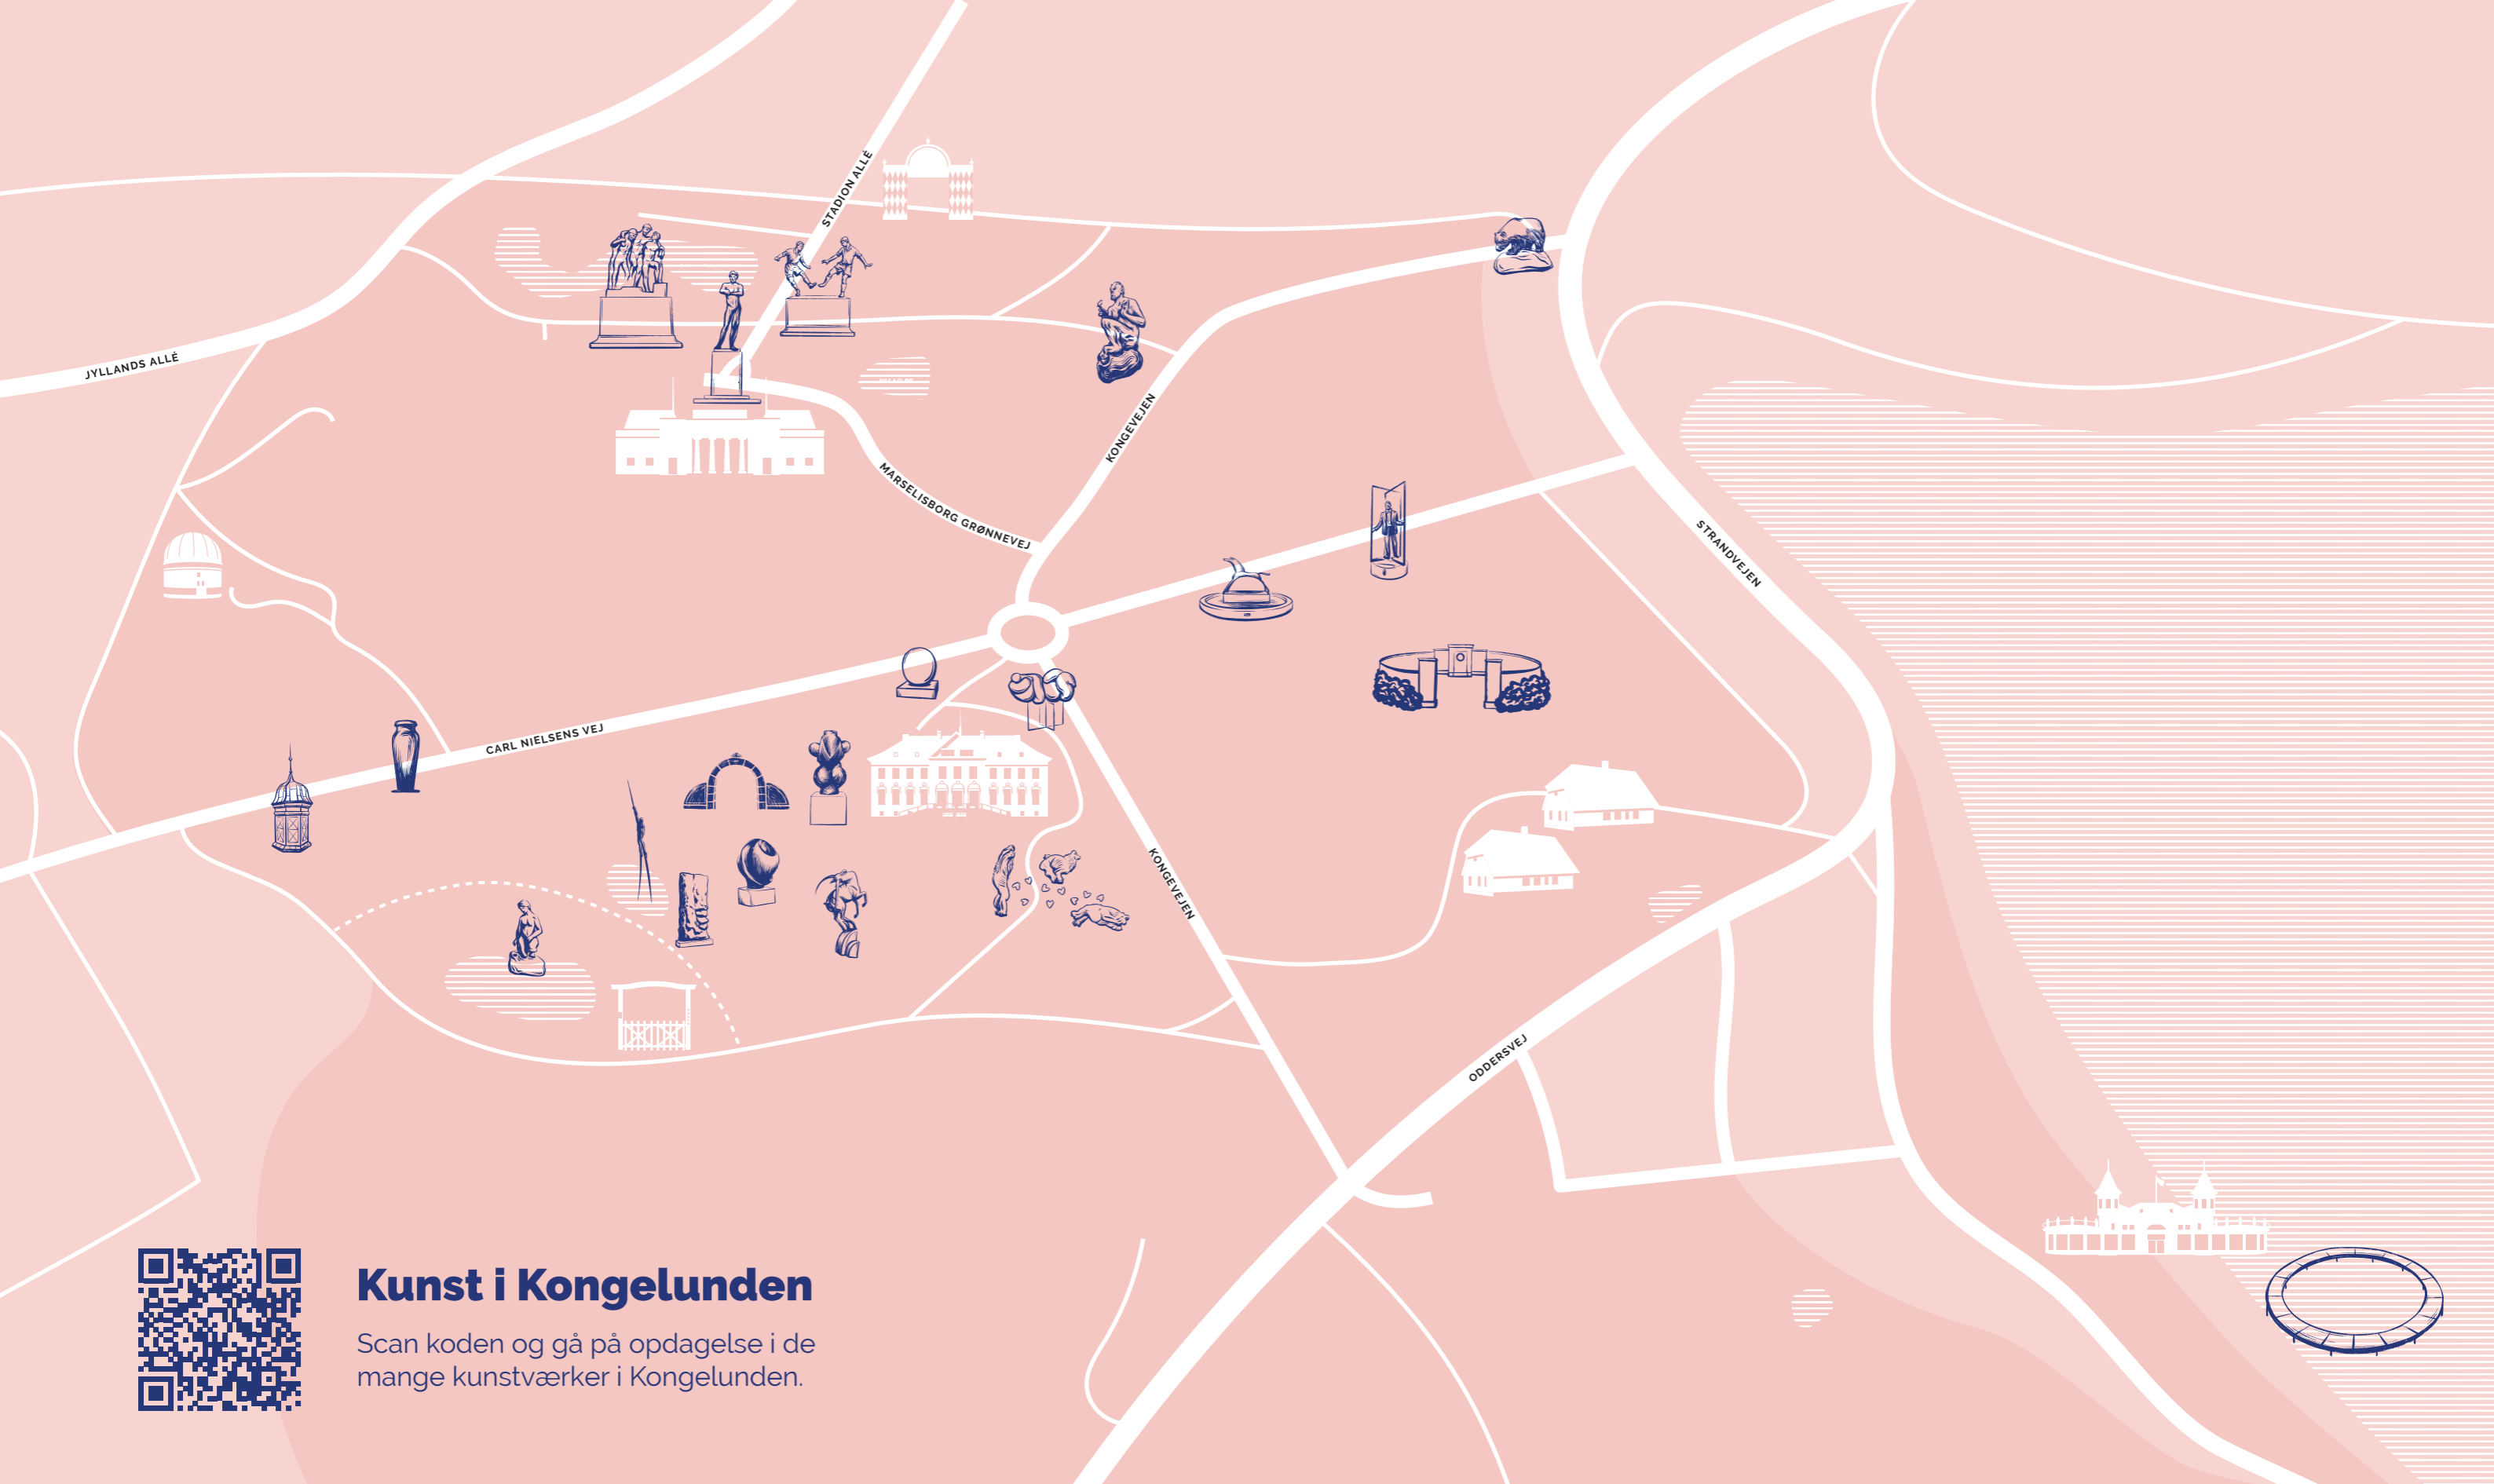 STADION ALLÉ
JYLLANDS ALLÉ
KONGEVEJEN
MARSELISBORG GRØNNEVEJ
STRANDVEJEN
CARL NIELSENS VEJ
KONGEVEJEN
ODDERSVEJ
Kunst i Kongelunden
Scan koden og gå på opdagelse i de
mange kunstværker i Kongelunden.